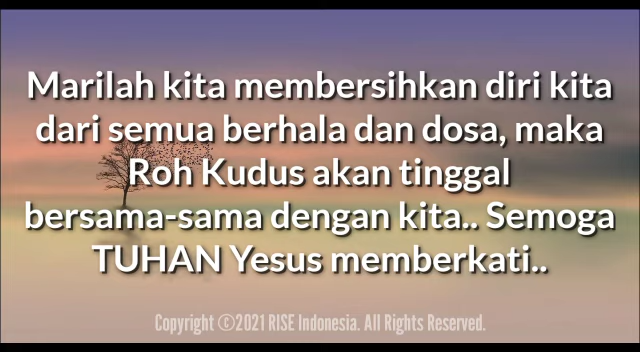 Marilah kita membersihkan diri kita
dari semua berhala dan dosa, maka
Roh Kudus akan tinggal
bersama-sama dengan kita.. Semoga
TUHAN Yesus memberkati..
Copyright ©2021 RISE Indonesia. All Rights Reserved.